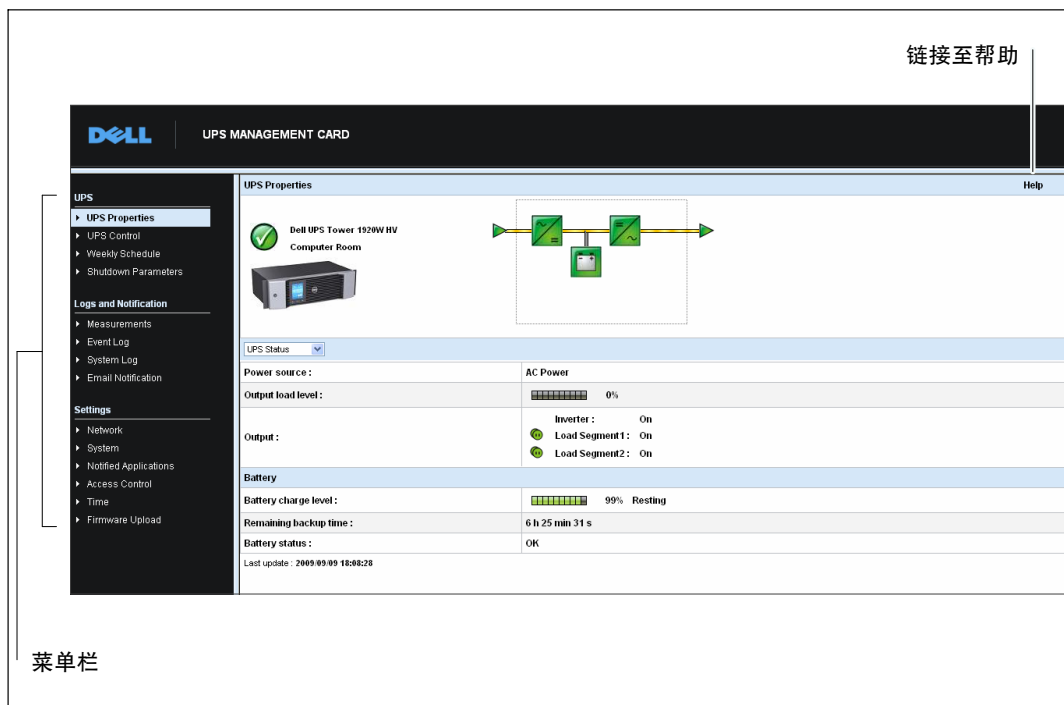 链接至帮助
DELL
UPS MANAGEMENT CARD
UPS
UPS Properties
UPS Control
Weekly Schedule
Shutdown Parameters
Logs and Notification
Measurements
Event Log
System Log
Email Notification
Settings
Network
System
Notified Applications
Access Control
Time
Firmware Upload
UPS Properties Help
Dell UPS Tower 1920W HV
Computer Room
UPS Status
Power source : AC Power
Output load level : 0%
Output :
Inverter : On
Load Segment1 : On
Load Segment2 : On
Battery
Battery charge level : 99% Resting
Remaining backup time : 6 h 25 min 31 s
Battery status : OK
Last update : 2009/09/09 18:08:28
菜单栏